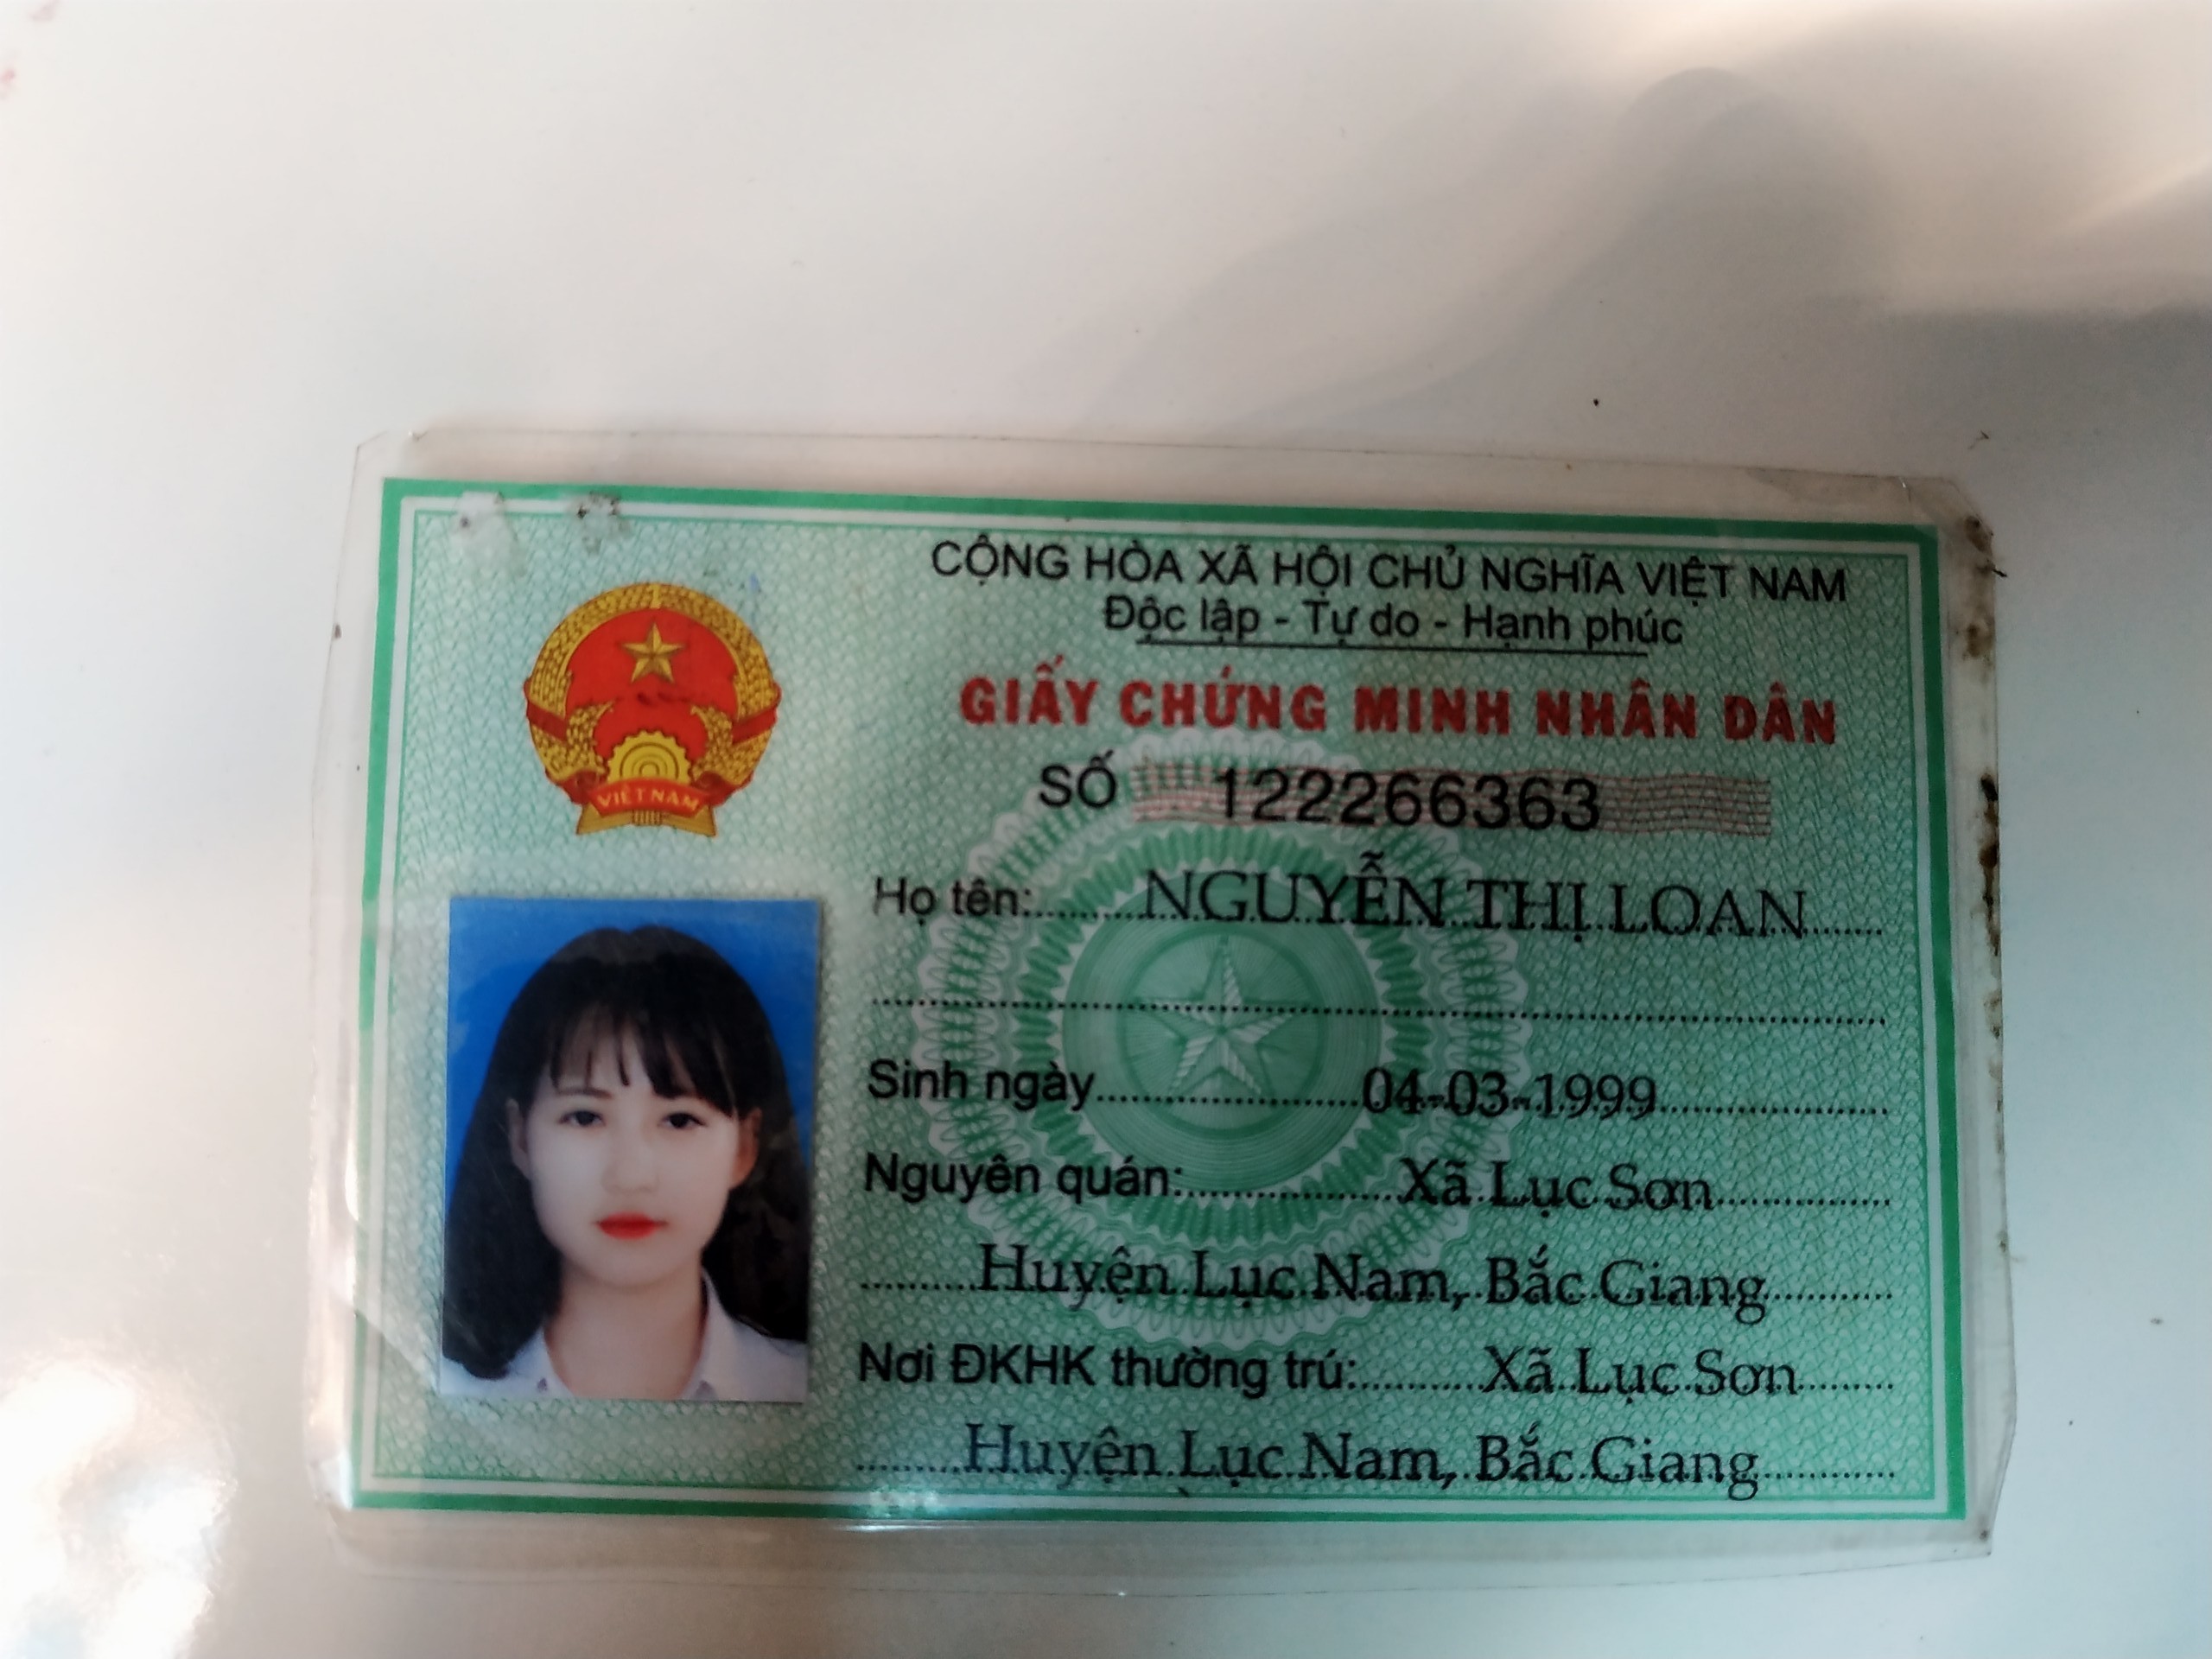 CỘNG HÒA XÃ HỘI CHỦ NGHĨA VIỆT NAM
Độc lập - Tự do - Hạnh phúc
GIẤY CHỨNG MINH NHÂN DÂN
SỐ 122266363
VIỆT NAM
Họ tên: NGUYỄN THỊ LOAN
Sinh ngày 04-03-1999
Nguyên quán: Xã Lục Sơn
Huyện Lục Nam, Bắc Giang
Nơi ĐKHK thường trú: Xã Lục Sơn
Huyện Lục Nam, Bắc Giang